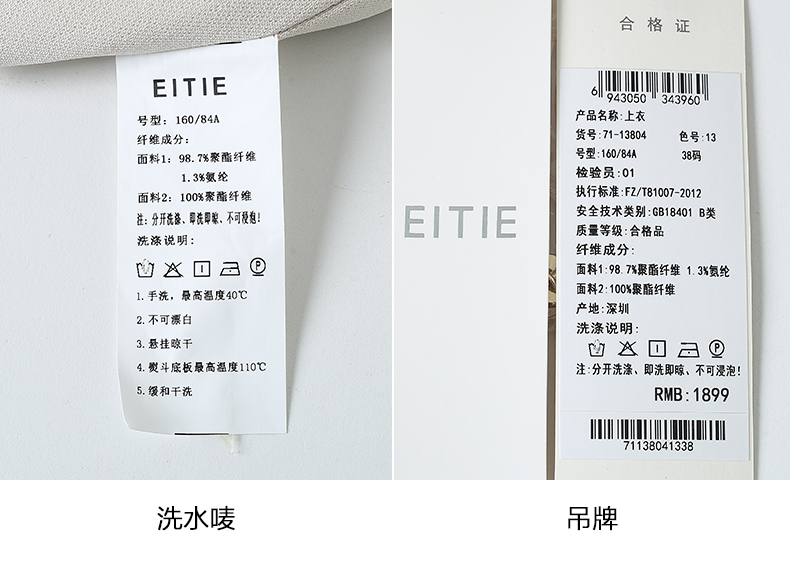 EITIE
号型: 160/84A
纤维成分:
面料1: 98.7%聚酯纤维
1.3%氨纶
面料2: 100%聚酯纤维
注: 分开洗涤、即洗即晾、不可浸泡!
洗涤说明:
P
1. 手洗, 最高温度40℃
2. 不可漂白
3. 悬挂晾干
4. 熨斗底板最高温度110℃
5. 缓和干洗
洗水唛
EITIE
合格证
6 943050 343960
产品名称:上衣
货号:71-13804 色号:13
号型:160/84A 38码
检验员:01
执行标准:FZ/T81007-2012
安全技术类别:GB18401 B类
质量等级:合格品
纤维成分:
面料1:98.7%聚酯纤维 1.3%氨纶
面料2:100%聚酯纤维
产地:深圳
洗涤说明:
P
注:分开洗涤、即洗即晾、不可浸泡!
RMB:1899
71138041338
吊牌